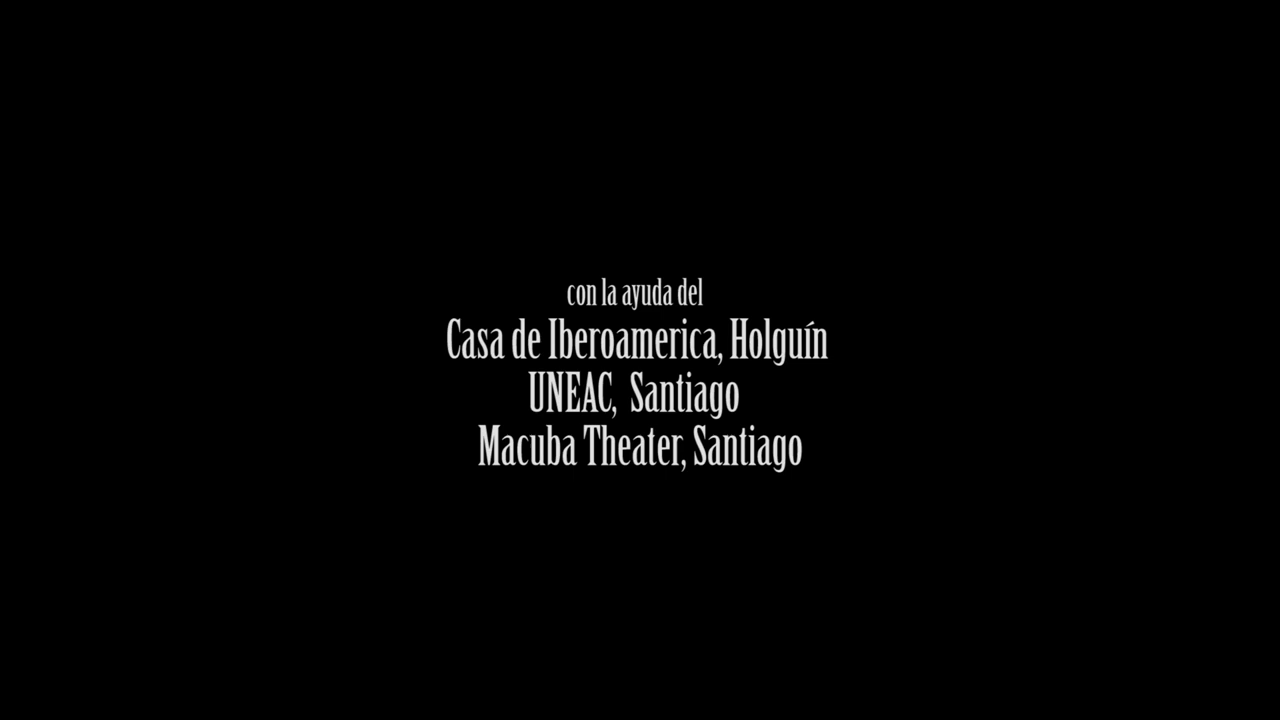 con la ayuda del
Casa de Iberoamerica, Holguín
UNEAC, Santiago
Macuba Theater, Santiago